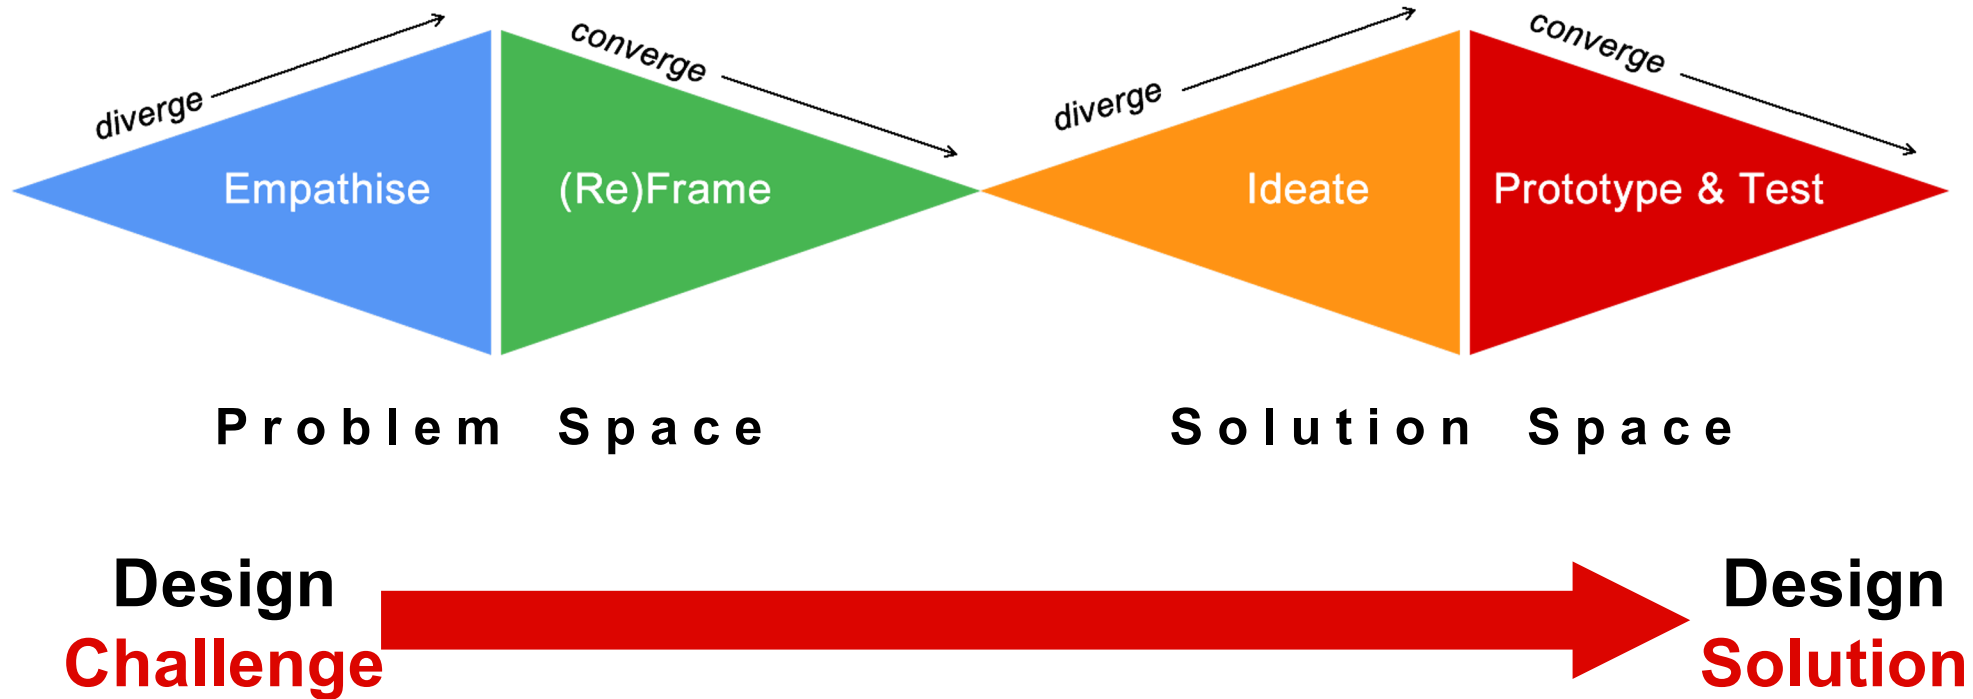 diverge
converge
diverge
converge
Empathise
(Re)Frame
Ideate
Prototype & Test
Problem Space
Solution Space
Design
Challenge
Design
Solution